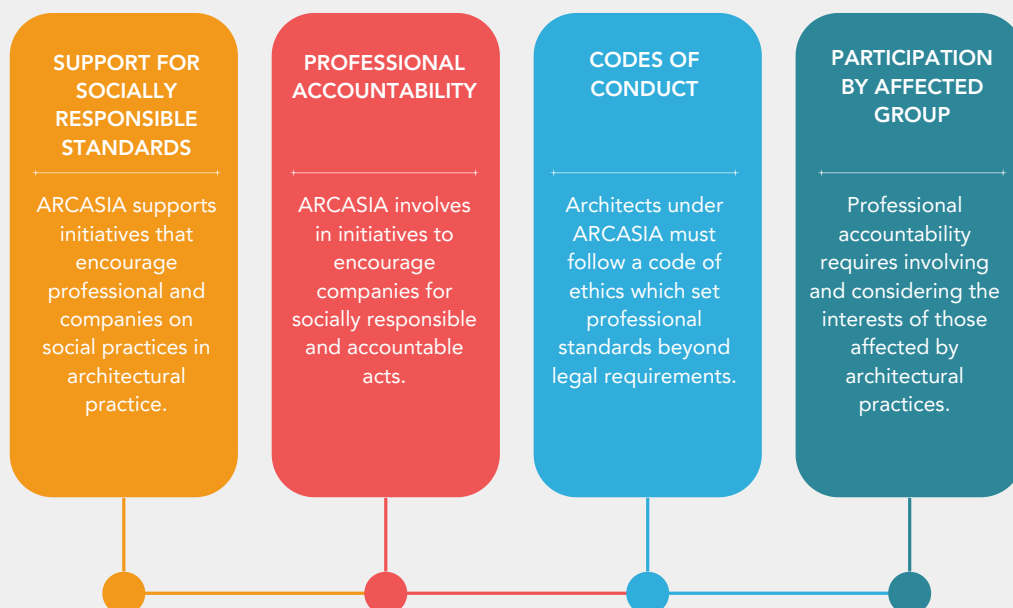 SUPPORT FOR
SOCIALLY
RESPONSIBLE
STANDARDS
ARCASIA supports
initiatives that
encourage
professional and
companies on
social practices in
architectural
practice.
PROFESSIONAL
ACCOUNTABILITY
ARCASIA involves
in initiatives to
encourage
companies for
socially responsible
and accountable
acts.
CODES OF
CONDUCT
Architects under
ARCASIA must
follow a code of
ethics which set
professional
standards beyond
legal requirements.
PARTICIPATION
BY AFFECTED
GROUP
Professional
accountability
requires involving
and considering the
interests of those
affected by
architectural
practices.